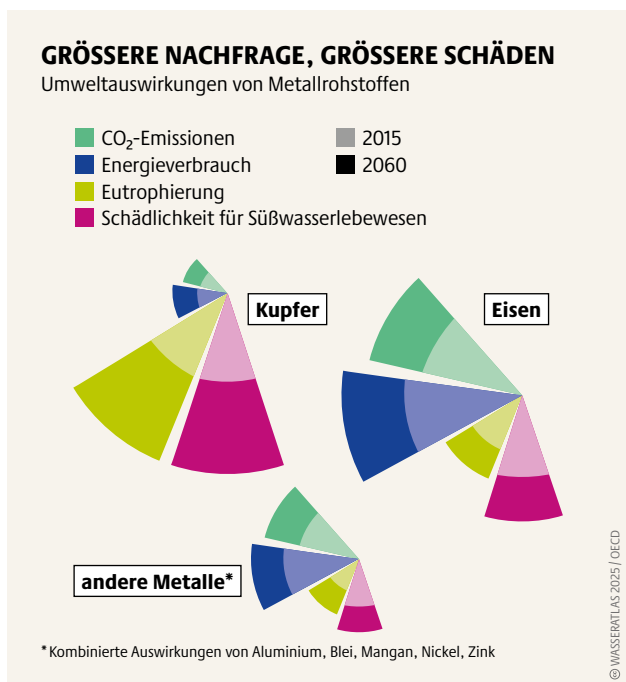 GRÖSSERE NACHFRAGE, GRÖSSERE SCHÄDEN
Umweltauswirkungen von Metallrohstoffen
CO₂-Emissionen
Energieverbrauch
Eutrophierung
Schädlichkeit für Süßwasserlebewesen
2015
2060
Kupfer
Eisen
andere Metalle*
*Kombinierte Auswirkungen von Aluminium, Blei, Mangan, Nickel, Zink
© WASSERATLAS 2025 / OECD